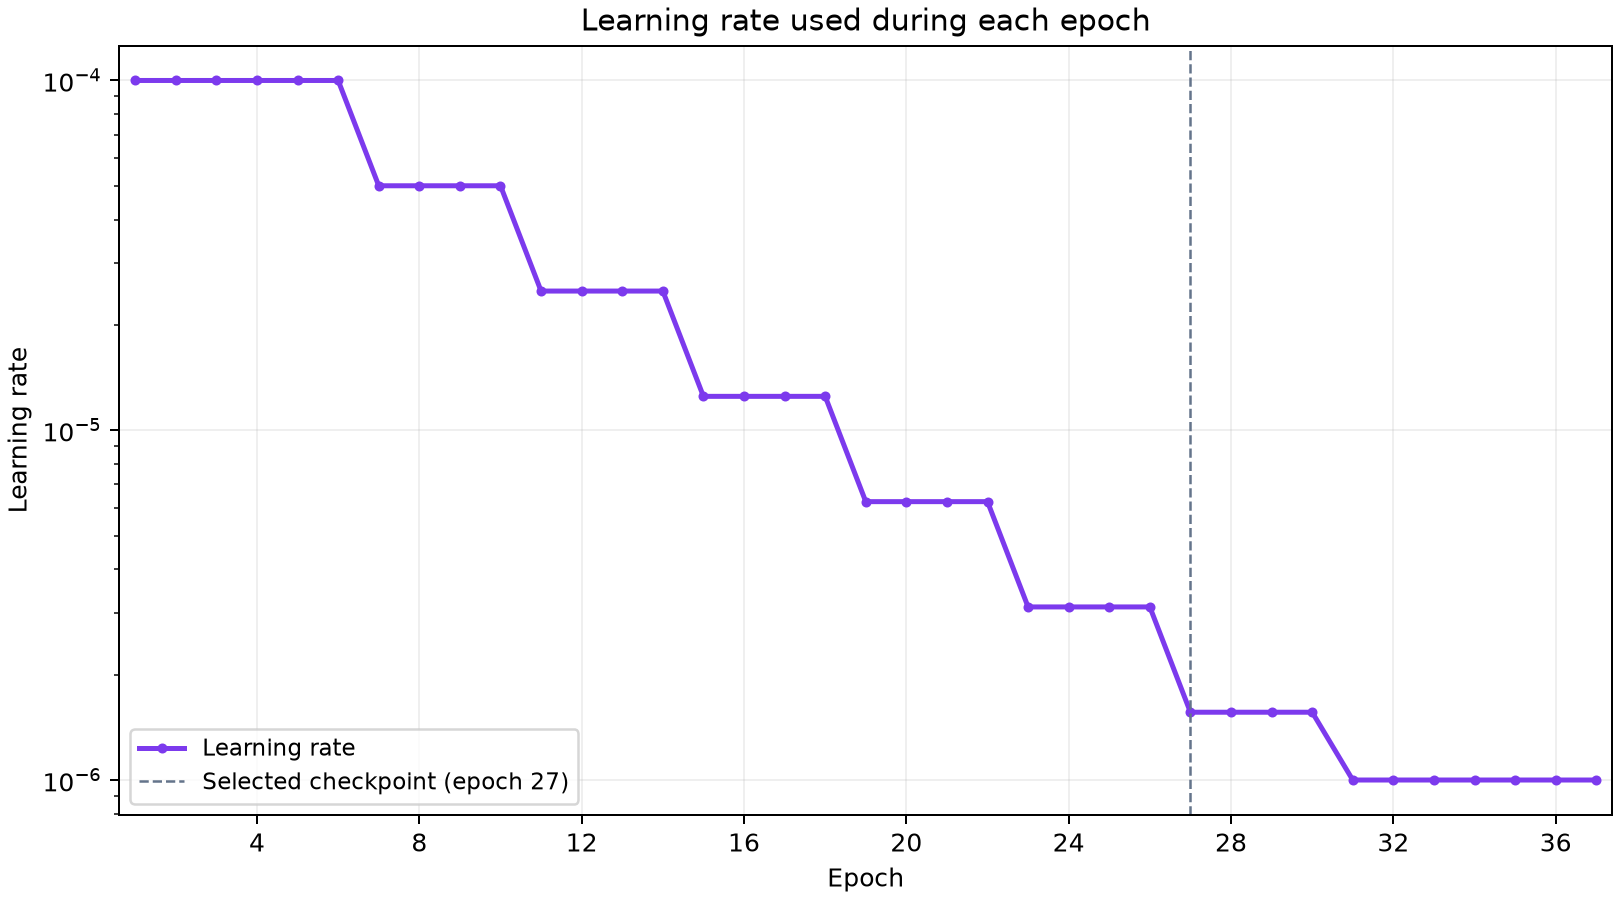 Learning rate used during each epoch
10⁻⁴
10⁻⁵
10⁻⁶
Learning rate
Learning rate
Selected checkpoint (epoch 27)
4 8 12 16 20 24 28 32 36
Epoch